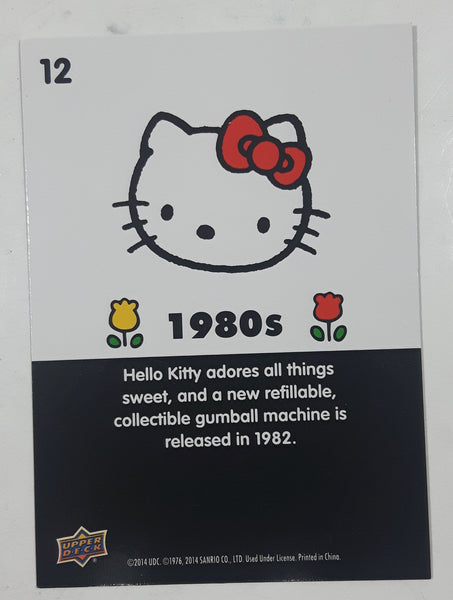 12
1980s
Hello Kitty adores all things
sweet, and a new refillable,
collectible gumball machine is
released in 1982.
UPPER
DECK
©2014 UDC. ©1976, 2014 SANRIO CO., LTD. Used Under License. Printed in China.